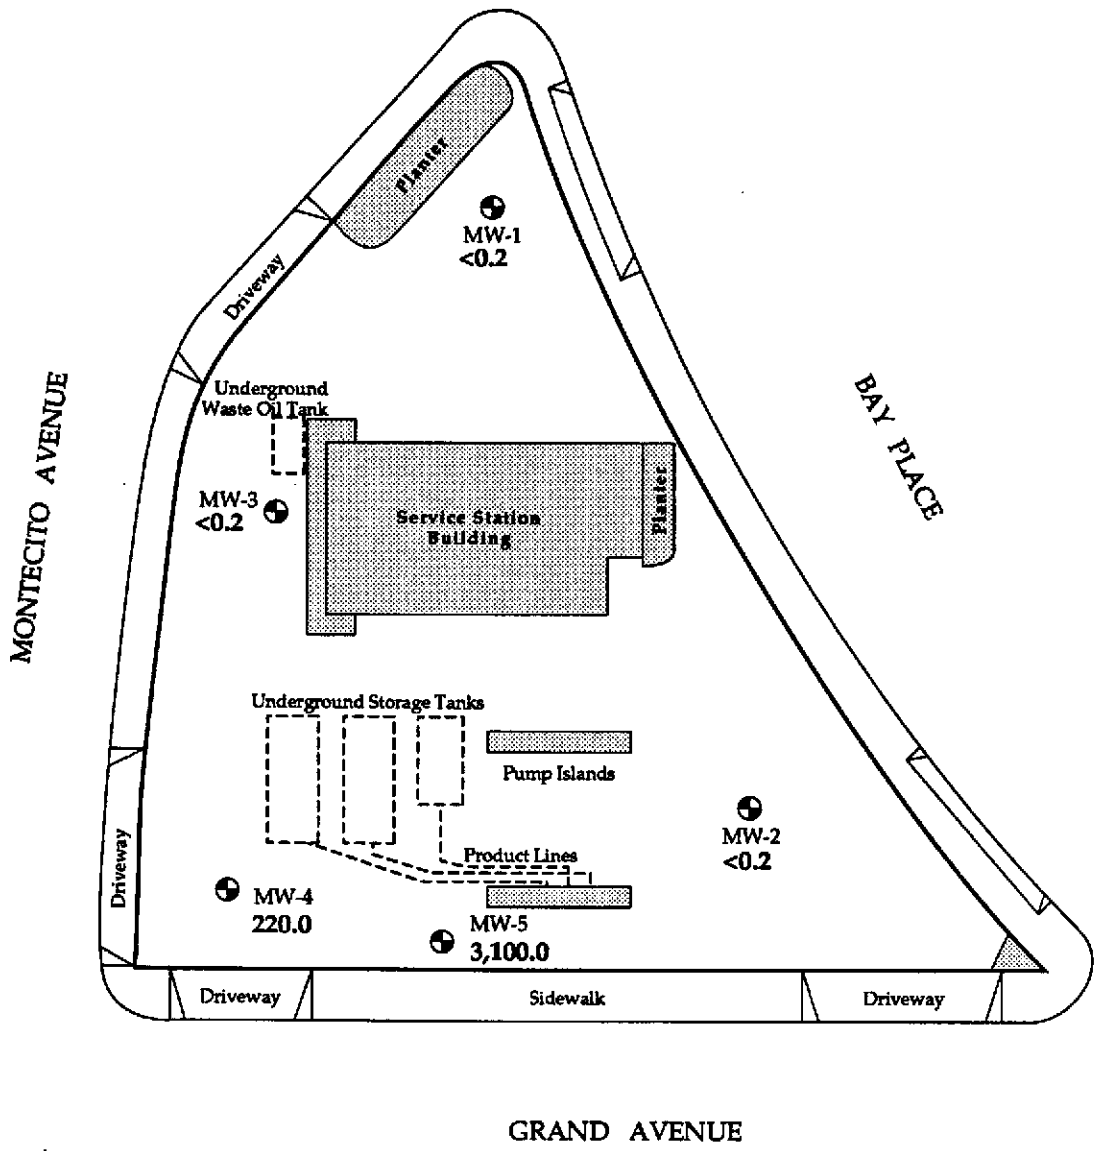 Planter
MW-1
<0.2
Driveway
MONTECITO AVENUE
BAY PLACE
Underground
Waste Oil Tank
MW-3
<0.2
Service Station
Building
Planter
Underground Storage Tanks
Pump Islands
MW-2
<0.2
Product Lines
Driveway
MW-4
220.0
MW-5
3,100.0
Driveway
Sidewalk
Driveway
GRAND AVENUE